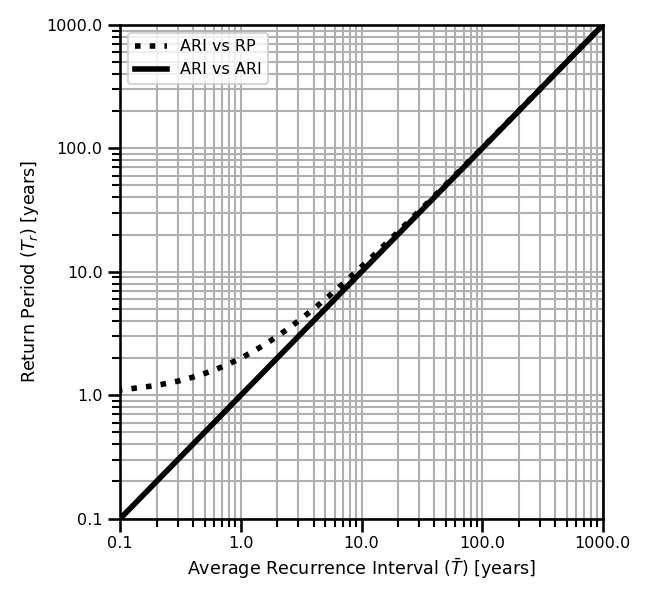 1000.0
100.0
10.0
1.0
0.1
Return Period (Tr) [years]
ARI vs RP
ARI vs ARI
0.1 1.0 10.0 100.0 1000.0
Average Recurrence Interval (T̄) [years]